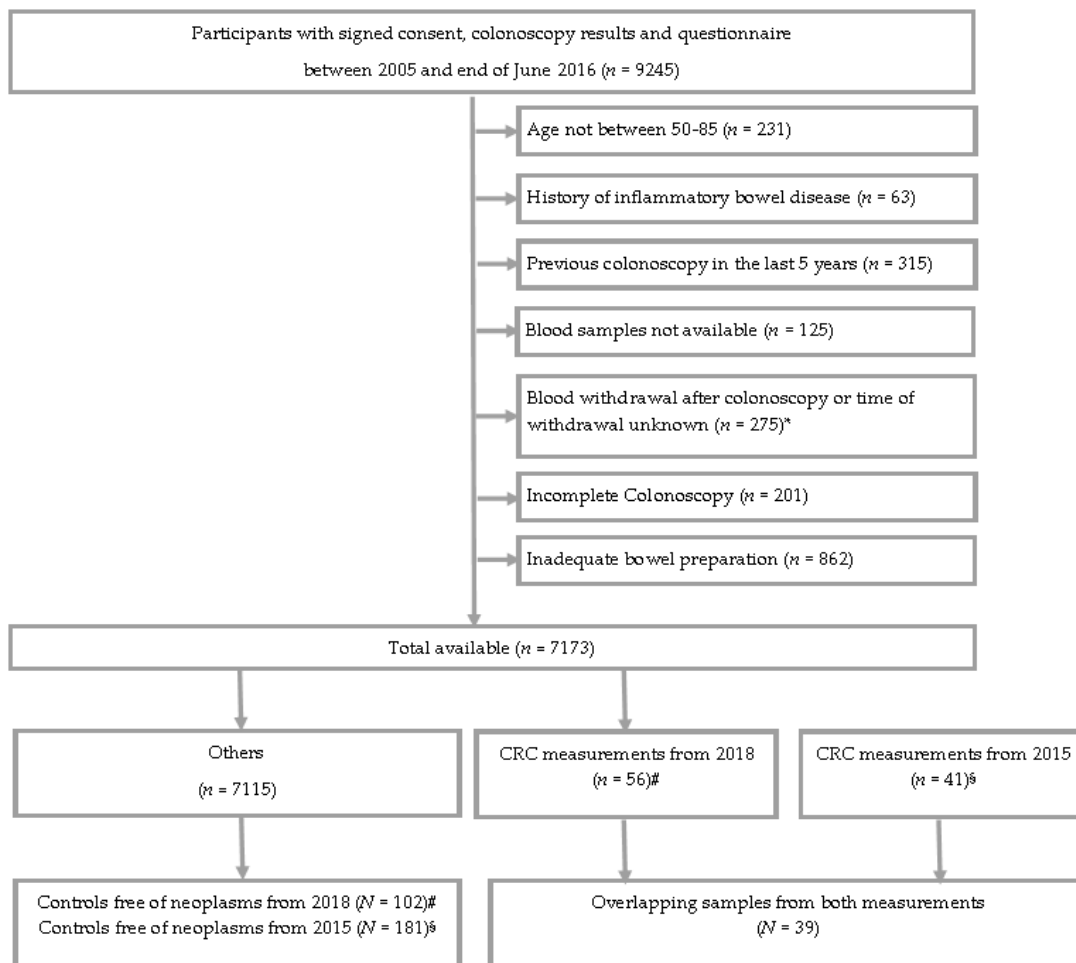 Participants with signed consent, colonoscopy results and questionnaire
between 2005 and end of June 2016 (n = 9245)
Age not between 50-85 (n = 231)
History of inflammatory bowel disease (n = 63)
Previous colonoscopy in the last 5 years (n = 315)
Blood samples not available (n = 125)
Blood withdrawal after colonoscopy or time of
withdrawal unknown (n = 275)*
Incomplete Colonoscopy (n = 201)
Inadequate bowel preparation (n = 862)
Total available (n = 7173)
Others
(n = 7115)
CRC measurements from 2018
(n = 56)#
CRC measurements from 2015
(n = 41)§
Controls free of neoplasms from 2018 (N = 102)#
Controls free of neoplasms from 2015 (N = 181)§
Overlapping samples from both measurements
(N = 39)